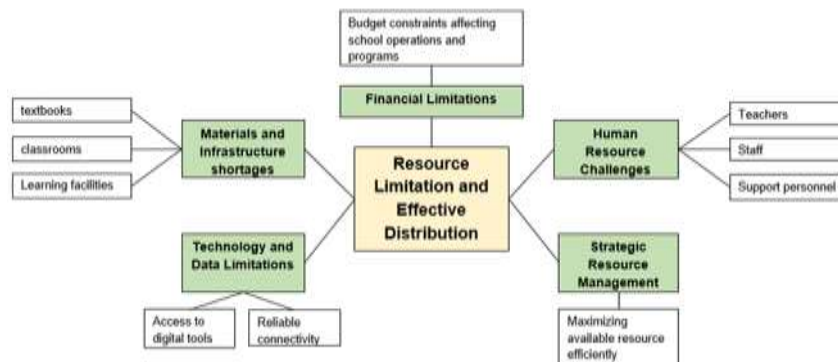 Budget constraints affecting
school operations and
programs
Financial Limitations
textbooks
classrooms
Learning facilities
Materials and
Infrastructure
shortages
Resource
Limitation and
Effective
Distribution
Human
Resource
Challenges
Teachers
Staff
Support personnel
Technology and
Data Limitations
Access to
digital tools
Reliable
connectivity
Strategic
Resource
Management
Maximizing
available resource
efficiently